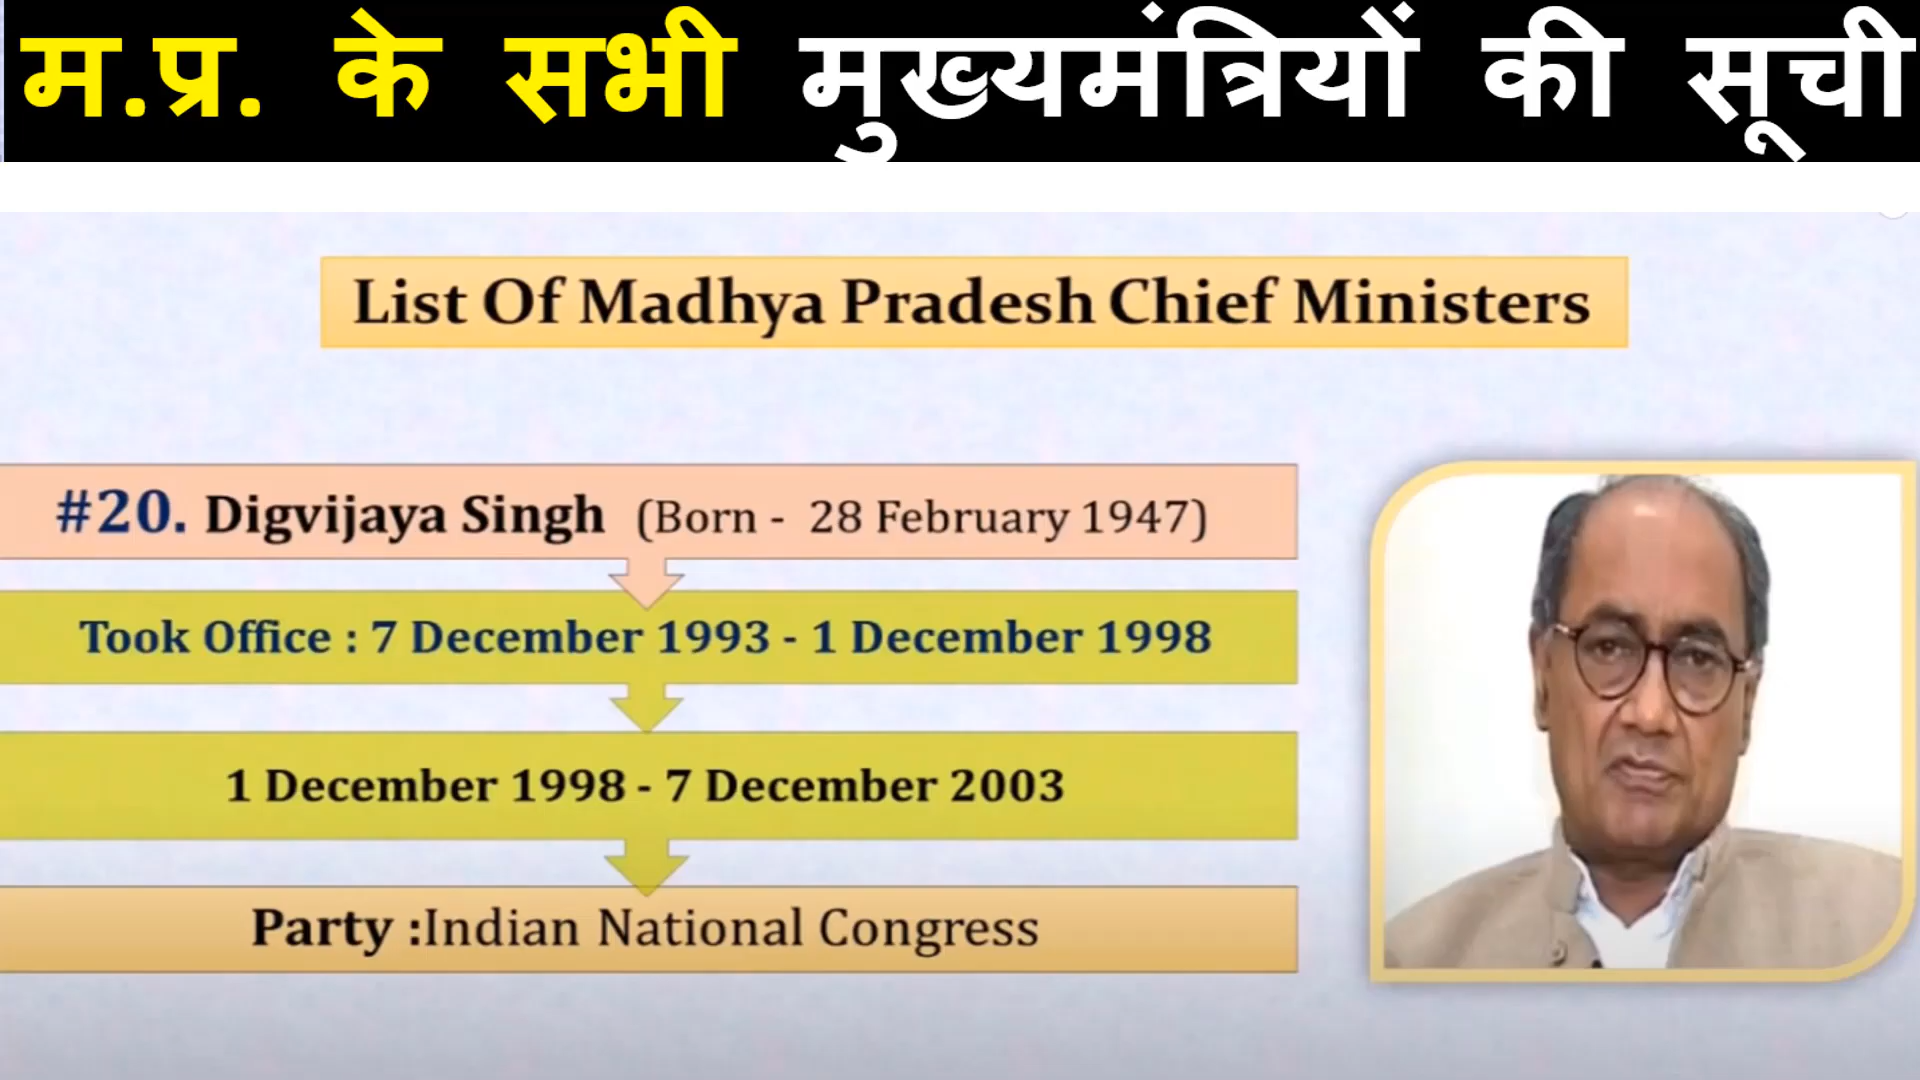 म.प्र. के सभी मुख्यमंत्रियों की सूची
List Of Madhya Pradesh Chief Ministers
#20. Digvijaya Singh (Born - 28 February 1947)
Took Office : 7 December 1993 - 1 December 1998
1 December 1998 - 7 December 2003
Party :Indian National Congress